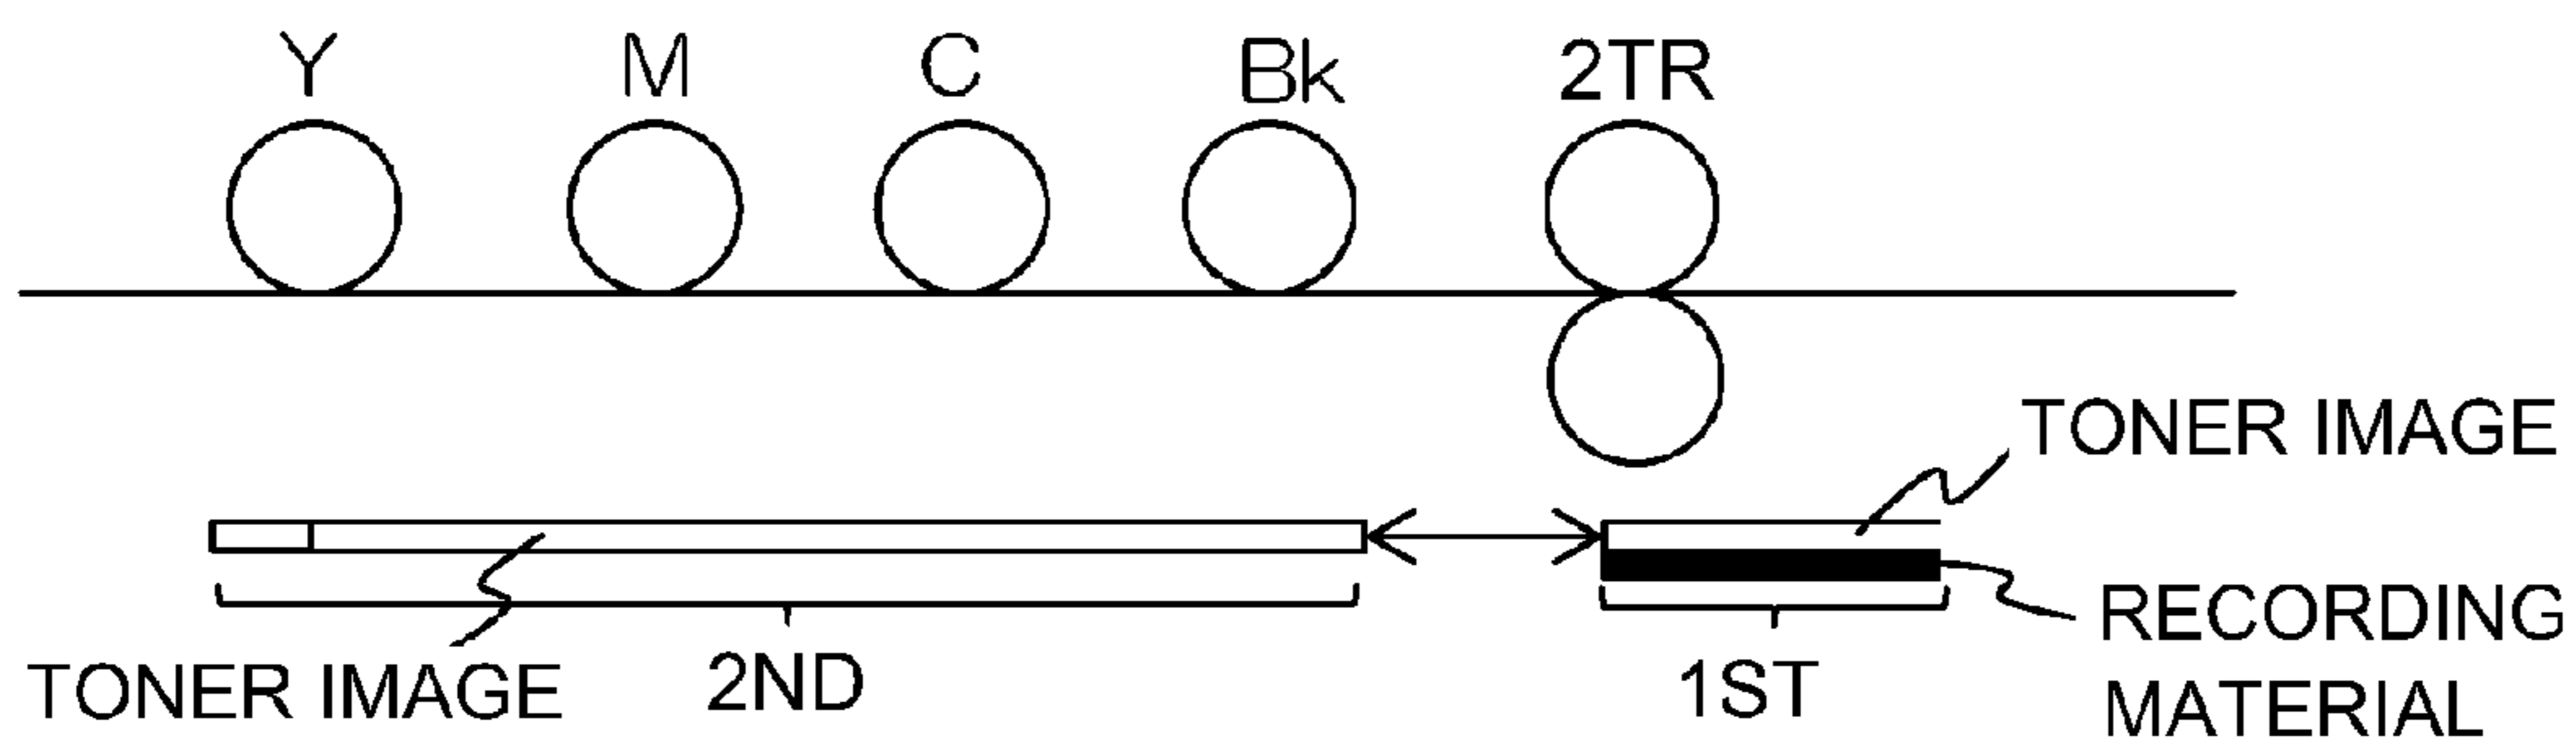 Y M C Bk 2TR
TONER IMAGE
RECORDING
MATERIAL
TONER IMAGE
2ND
1ST